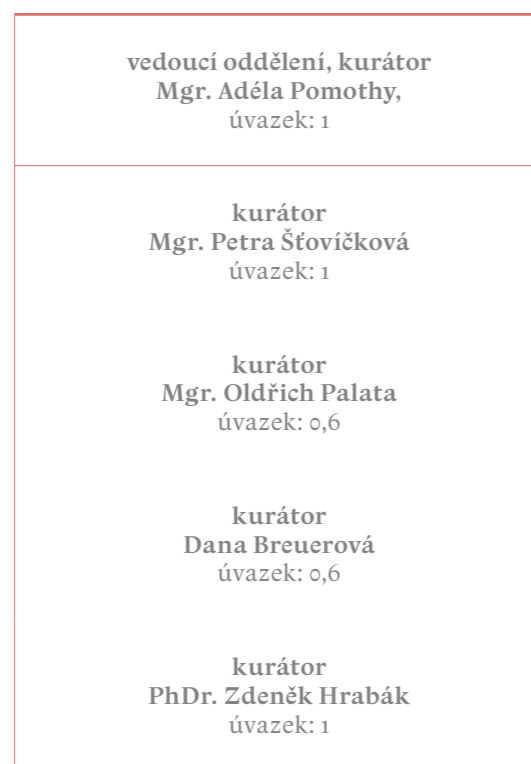 vedoucí oddělení, kurátor
Mgr. Adéla Pomothy,
úvazek: 1
kurátor
Mgr. Petra Šťovíčková
úvazek: 1
kurátor
Mgr. Oldřich Palata
úvazek: 0,6
kurátor
Dana Breuerová
úvazek: 0,6
kurátor
PhDr. Zdeněk Hrabák
úvazek: 1